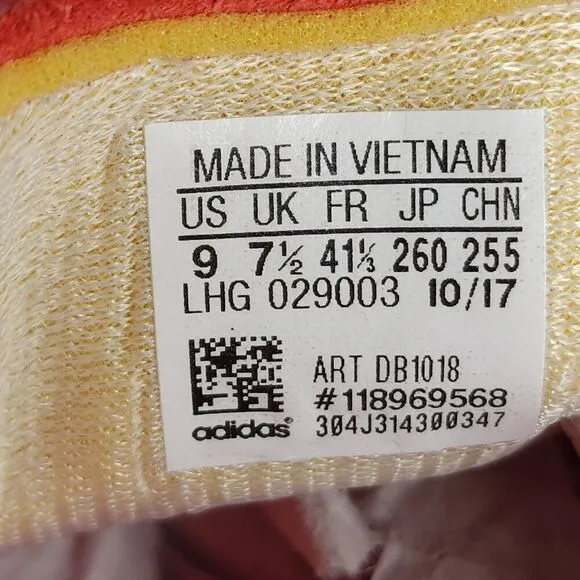 MADE IN VIETNAM
US UK FR JP CHN
9 7½ 41⅓ 260 255
LHG 029003 10/17
ART DB1018
#118969568
adidas® 304J314300347